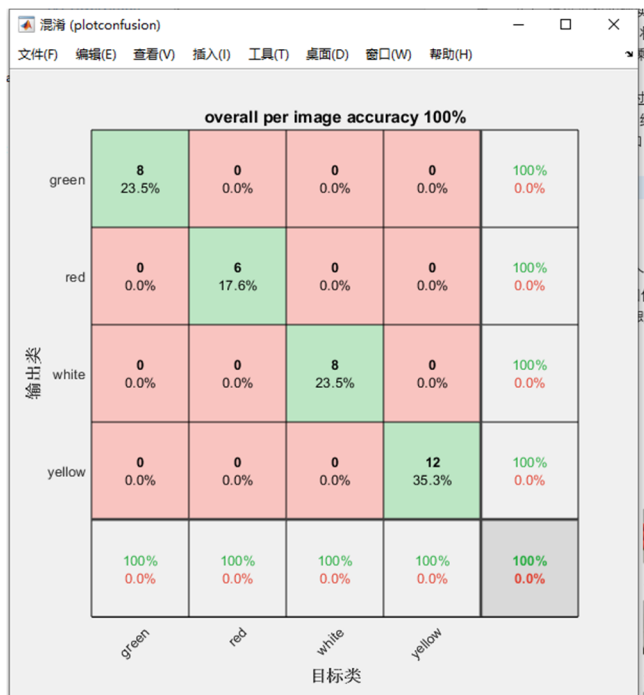 混淆 (plotconfusion)
文件(F) 编辑(E) 查看(V) 插入(I) 工具(T) 桌面(D) 窗口(W) 帮助(H)
overall per image accuracy 100%
green 8 0 0 0 100%
23.5% 0.0% 0.0% 0.0% 0.0%
red 0 6 0 0 100%
0.0% 17.6% 0.0% 0.0% 0.0%
white 0 0 8 0 100%
0.0% 0.0% 23.5% 0.0% 0.0%
yellow 0 0 0 12 100%
0.0% 0.0% 0.0% 35.3% 0.0%
100% 100% 100% 100% 100%
0.0% 0.0% 0.0% 0.0% 0.0%
green red white yellow
输出类
目标类